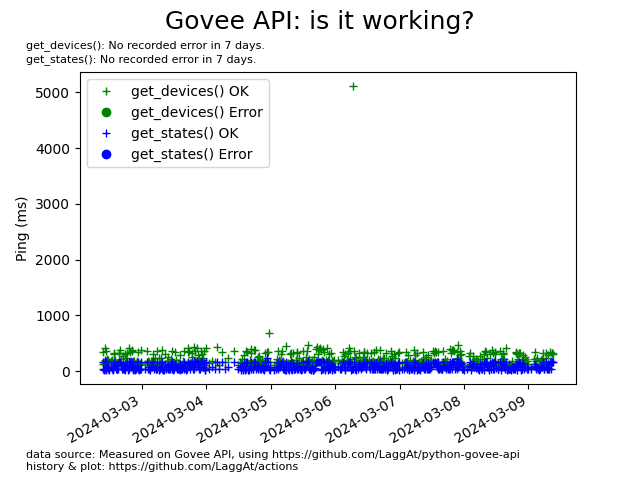 Govee API: is it working?
get_devices(): No recorded error in 7 days.
get_states(): No recorded error in 7 days.
get_devices() OK
get_devices() Error
get_states() OK
get_states() Error
Ping (ms)
5000
4000
3000
2000
1000
0
2024-03-03
2024-03-04
2024-03-05
2024-03-06
2024-03-07
2024-03-08
2024-03-09
data source: Measured on Govee API, using https://github.com/LaggAt/python-govee-api
history & plot: https://github.com/LaggAt/actions